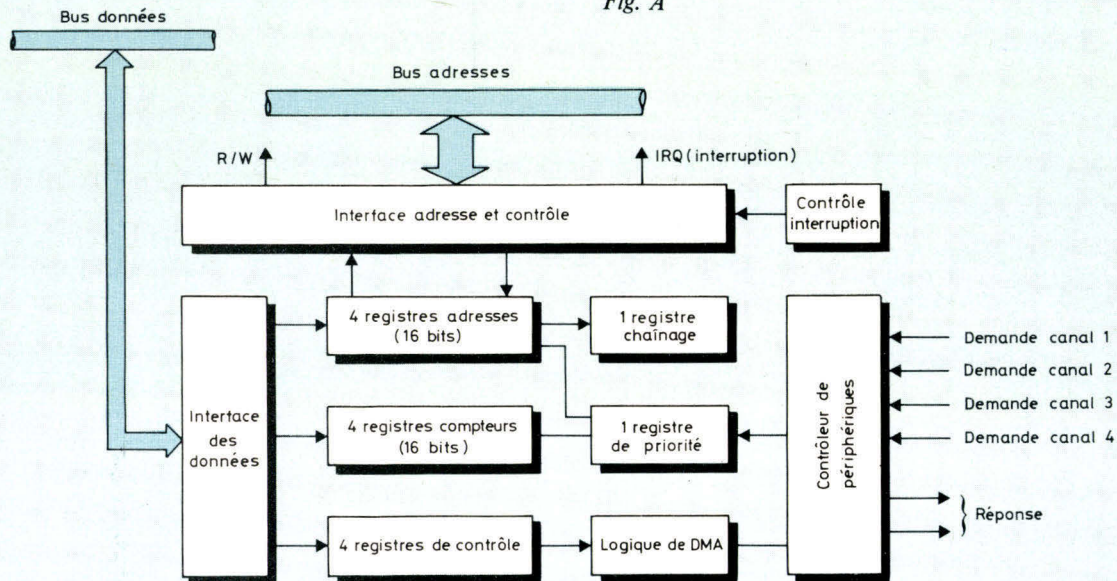 Fig. A
Bus données
Bus adresses
R/W
IRQ (interruption)
Interface adresse et contrôle
Contrôle
interruption
4 registres adresses
(16 bits)
1 registre
chaînage
Demande canal 1
Demande canal 2
Demande canal 3
Demande canal 4
Interface
des
données
4 registres compteurs
(16 bits)
1 registre
de priorité
Contrôleur de
périphériques
Réponse
4 registres de contrôle
Logique de DMA